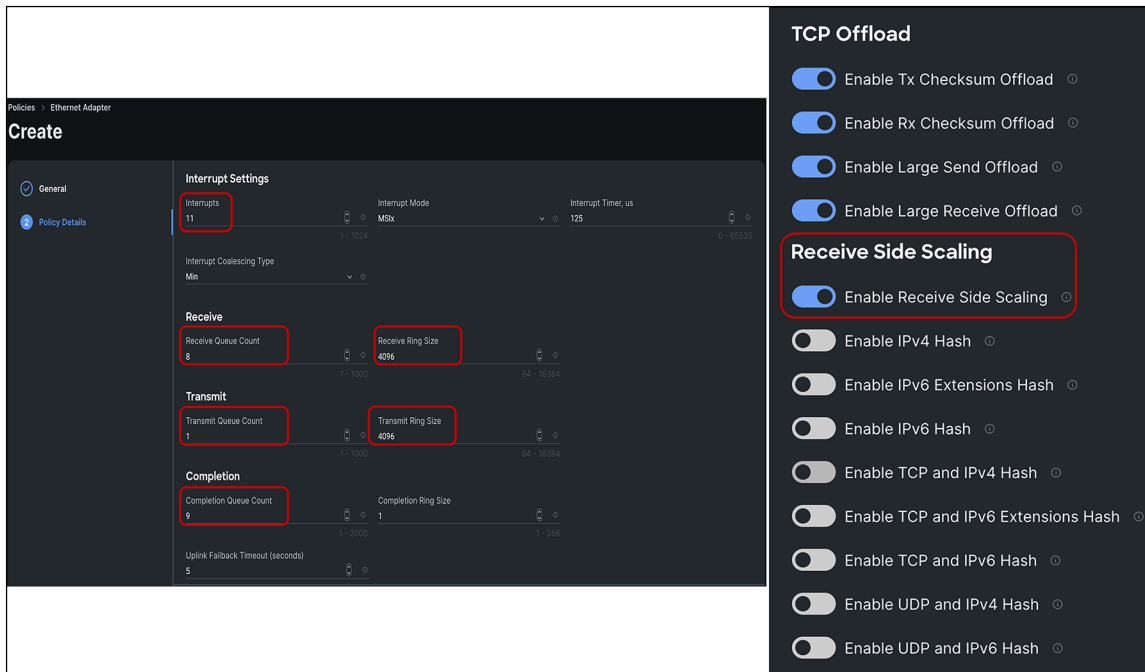 Policies > Ethernet Adapter
Create
General
2 Policy Details
Interrupt Settings
Interrupts
11
1 - 1024
Interrupt Mode
MSIx
Interrupt Timer, us
125
0 - 65535
Interrupt Coalescing Type
Min
Receive
Receive Queue Count
8
1 - 1000
Receive Ring Size
4096
64 - 16384
Transmit
Transmit Queue Count
1
1 - 1000
Transmit Ring Size
4096
64 - 16384
Completion
Completion Queue Count
9
1 - 2000
Completion Ring Size
1
1 - 256
Uplink Failback Timeout (seconds)
5
TCP Offload
Enable Tx Checksum Offload
Enable Rx Checksum Offload
Enable Large Send Offload
Enable Large Receive Offload
Receive Side Scaling
Enable Receive Side Scaling
Enable IPv4 Hash
Enable IPv6 Extensions Hash
Enable IPv6 Hash
Enable TCP and IPv4 Hash
Enable TCP and IPv6 Extensions Hash
Enable TCP and IPv6 Hash
Enable UDP and IPv4 Hash
Enable UDP and IPv6 Hash